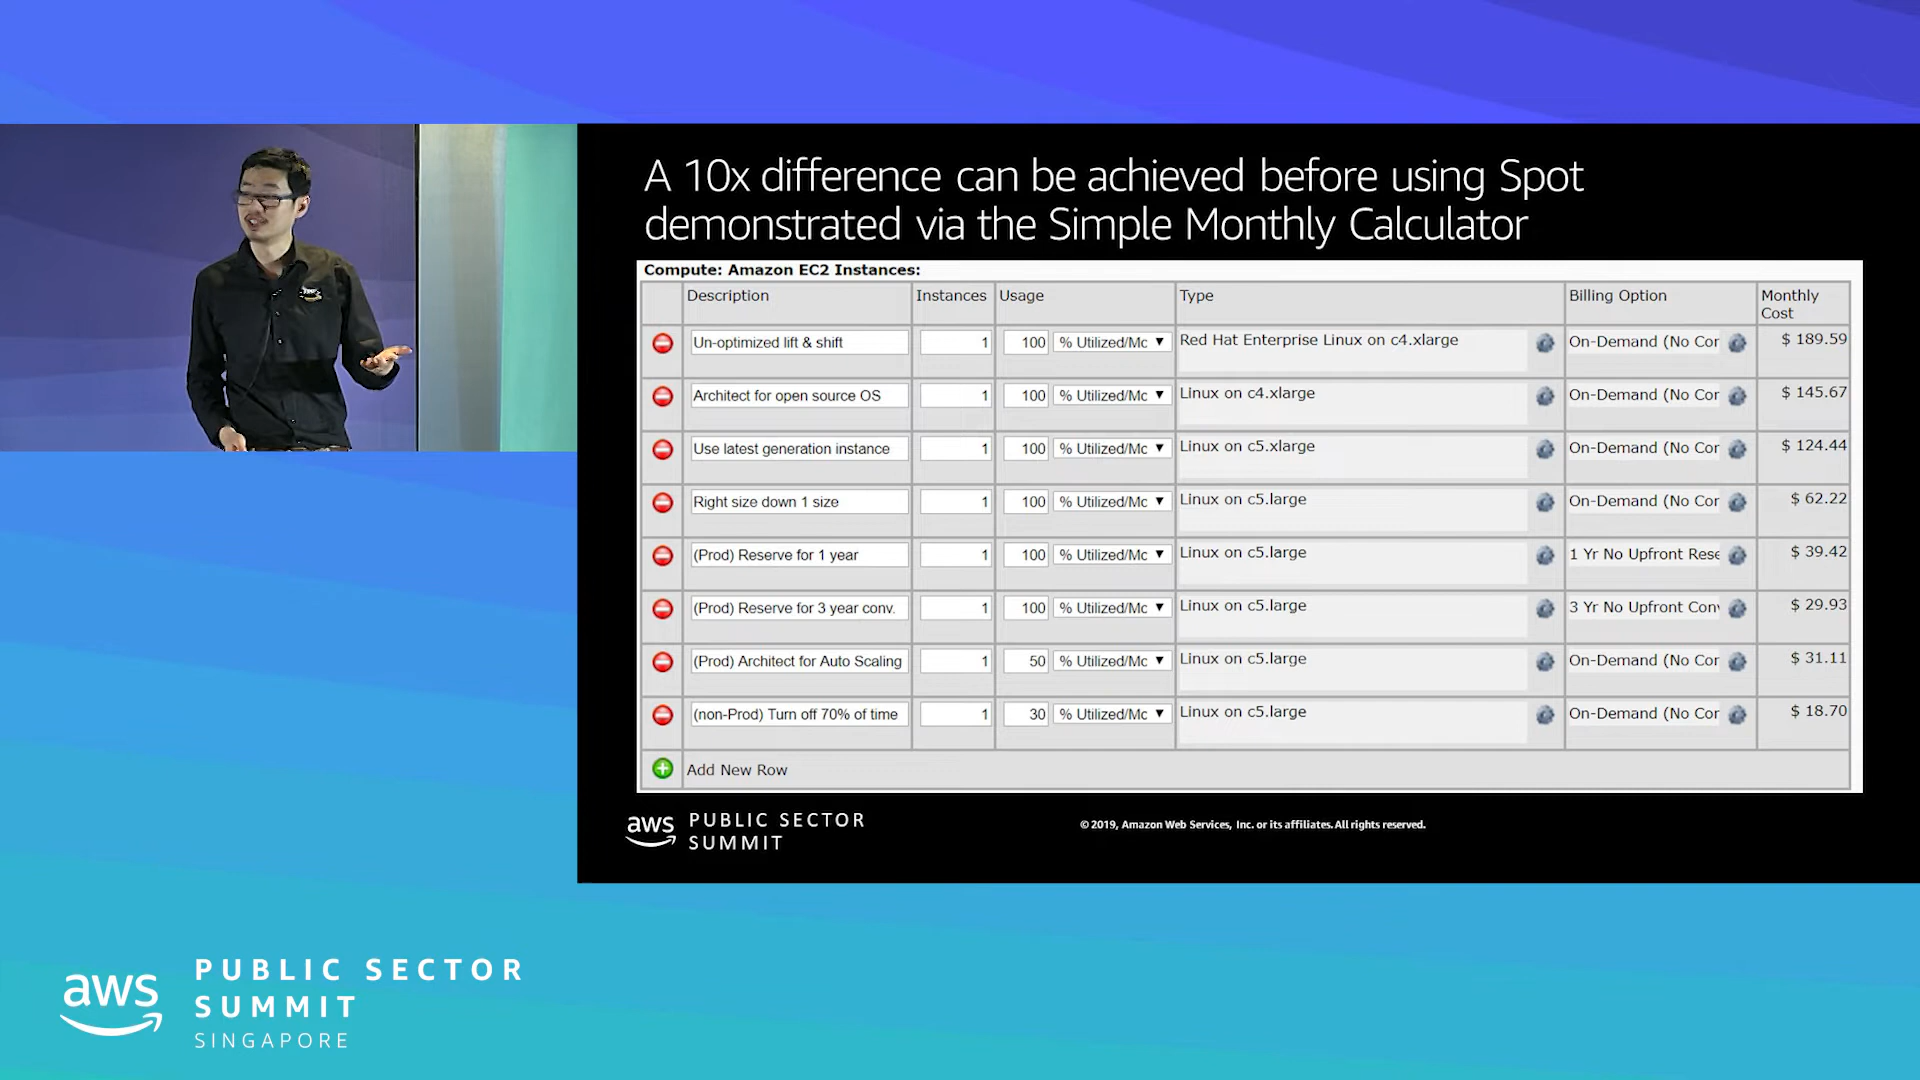 A 10x difference can be achieved before using Spot
demonstrated via the Simple Monthly Calculator
Compute: Amazon EC2 Instances:
Description Instances Usage Type Billing Option Monthly Cost
Un-optimized lift & shift 1 100 % Utilized/Mc Red Hat Enterprise Linux on c4.xlarge On-Demand (No Cor $ 189.59
Architect for open source OS 1 100 % Utilized/Mc Linux on c4.xlarge On-Demand (No Cor $ 145.67
Use latest generation instance 1 100 % Utilized/Mc Linux on c5.xlarge On-Demand (No Cor $ 124.44
Right size down 1 size 1 100 % Utilized/Mc Linux on c5.large On-Demand (No Cor $ 62.22
(Prod) Reserve for 1 year 1 100 % Utilized/Mc Linux on c5.large 1 Yr No Upfront Rese $ 39.42
(Prod) Reserve for 3 year conv. 1 100 % Utilized/Mc Linux on c5.large 3 Yr No Upfront Conv $ 29.93
(Prod) Architect for Auto Scaling 1 50 % Utilized/Mc Linux on c5.large On-Demand (No Cor $ 31.11
(non-Prod) Turn off 70% of time 1 30 % Utilized/Mc Linux on c5.large On-Demand (No Cor $ 18.70
Add New Row
aws PUBLIC SECTOR
SUMMIT
© 2019, Amazon Web Services, Inc. or its affiliates. All rights reserved.
aws PUBLIC SECTOR
SUMMIT
SINGAPORE